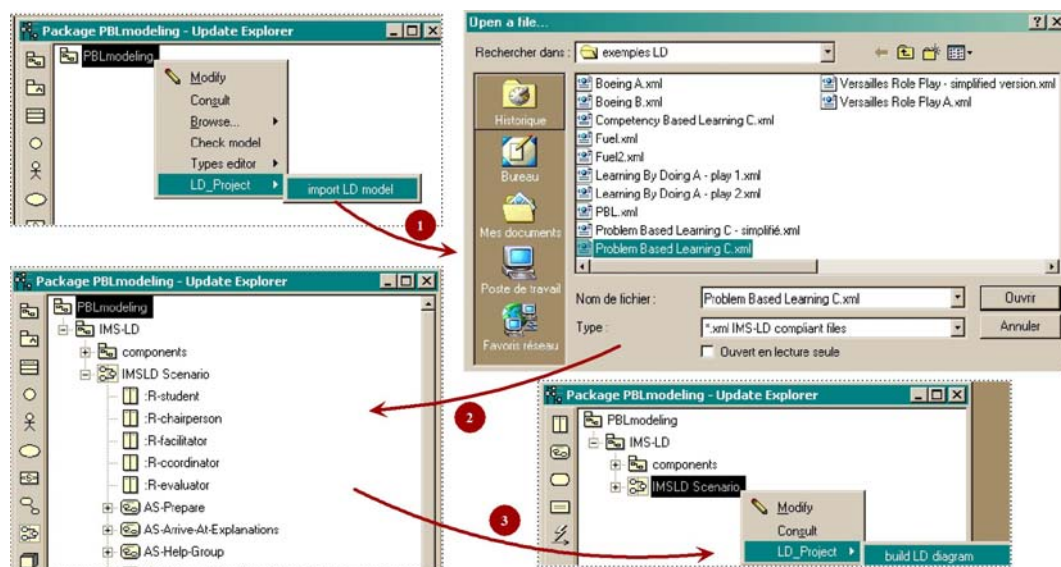 Package PBLmodeling - Update Explorer
PBLmodeling
Modify
Consult
Browse...
Check model
Types editor
LD_Project
import LD model
1
Open a file...
Rechercher dans :
exemples LD
Historique
Bureau
Mes documents
Poste de travail
Favoris réseau
Boeing A.xml
Boeing B.xml
Competency Based Learning C.xml
Fuel.xml
Fuel2.xml
Learning By Doing A - play 1.xml
Learning By Doing A - play 2.xml
PBL.xml
Problem Based Learning C - simplifié.xml
Problem Based Learning C.xml
Versailles Role Play - simplified version.xml
Versailles Role Play A.xml
Nom de fichier :
Problem Based Learning C.xml
Ouvrir
Type :
*.xml IMS-LD compliant files
Annuler
Ouvert en lecture seule
2
Package PBLmodeling - Update Explorer
PBLmodeling
IMS-LD
components
IMSLD Scenario
:R-student
:R-chairperson
:R-facilitator
:R-coordinator
:R-evaluator
AS-Prepare
AS-Arrive-At-Explanations
AS-Help-Group
3
Package PBLmodeling - Update Explorer
PBLmodeling
IMS-LD
components
IMSLD Scenario
Modify
Consult
LD_Project
build LD diagram